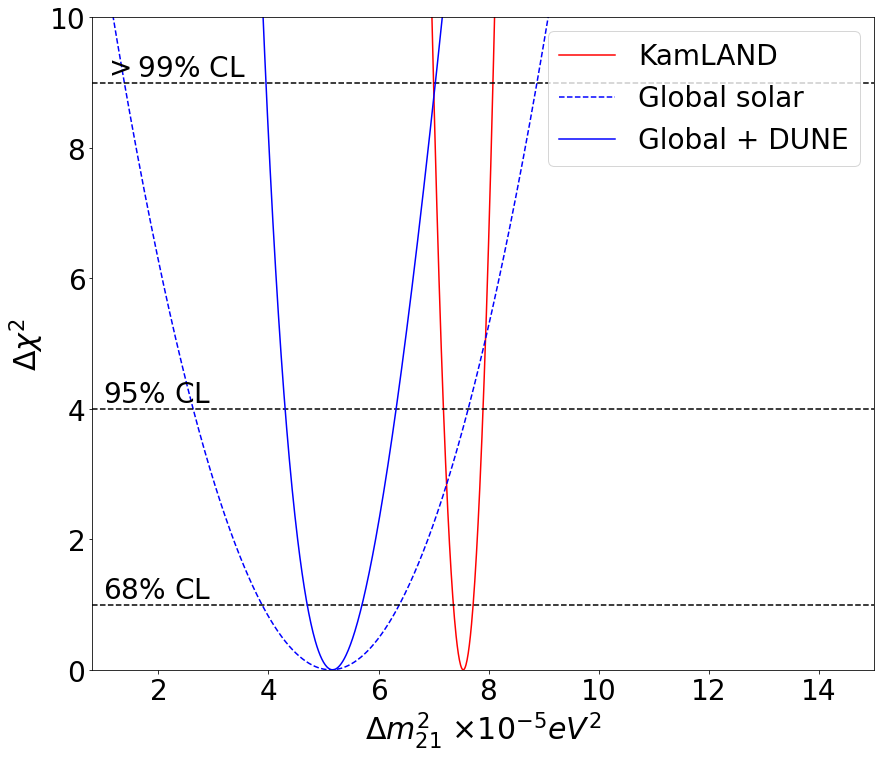 10
> 99% CL
KamLAND
Global solar
Global + DUNE
8
6
Δχ²
95% CL
4
2
68% CL
0
2 4 6 8 10 12 14
Δm²₂₁ ×10⁻⁵eV²